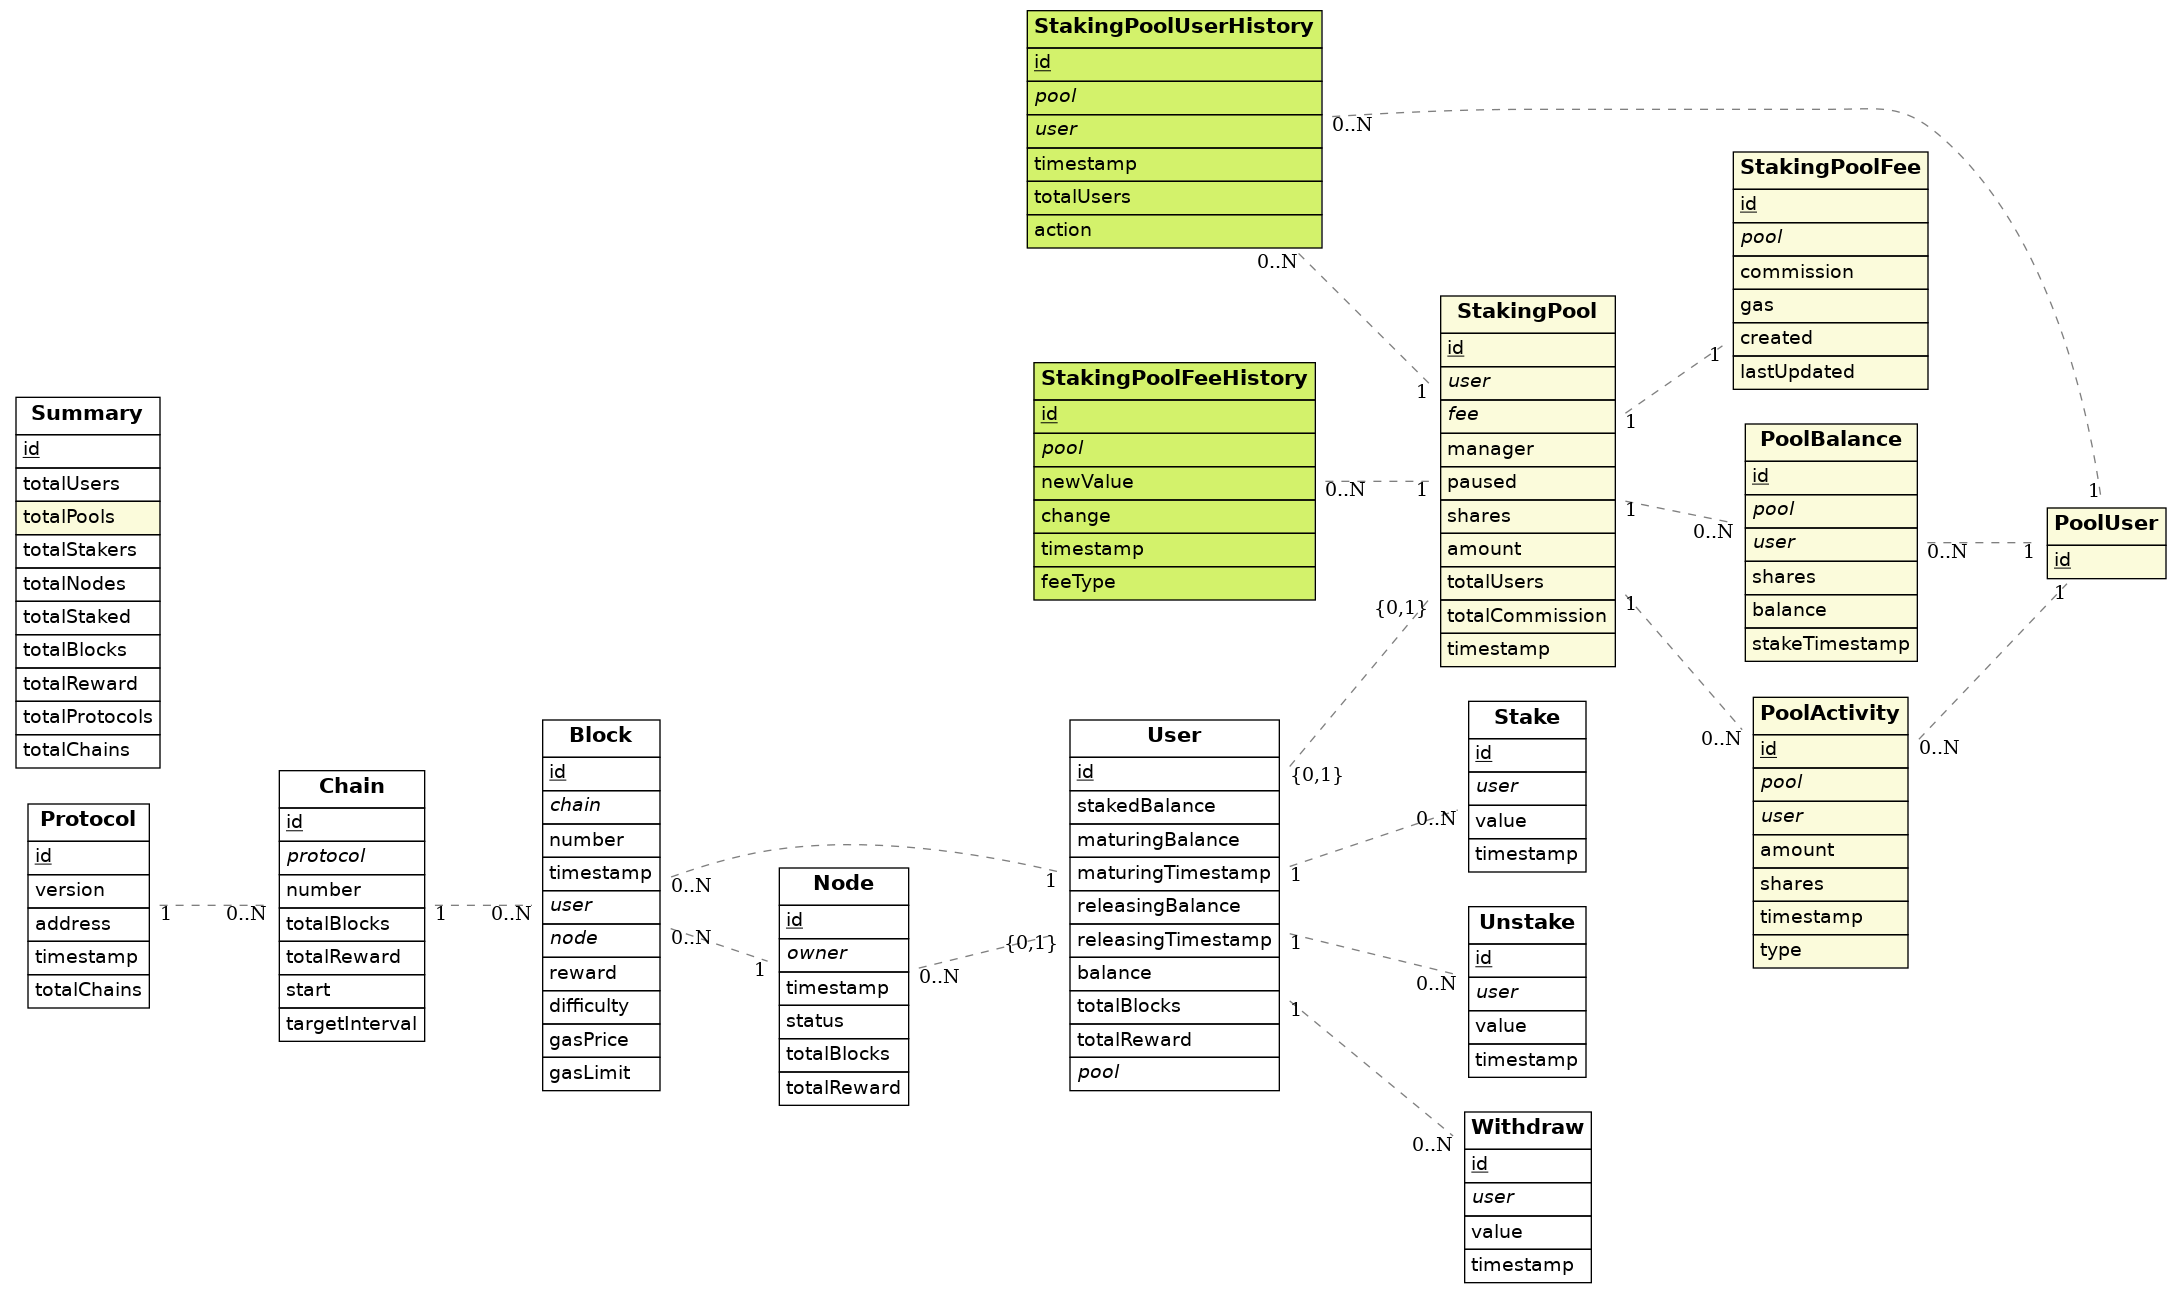 StakingPoolUserHistory
id
pool
user
timestamp
totalUsers
action
0..N
0..N
1
1
StakingPoolFee
id
pool
commission
gas
created
lastUpdated
1
1
StakingPool
id
user
fee
manager
paused
shares
amount
totalUsers
totalCommission
timestamp
StakingPoolFeeHistory
id
pool
newValue
change
timestamp
feeType
0..N
1
PoolBalance
id
pool
user
shares
balance
stakeTimestamp
1
0..N
0..N
1
PoolUser
id
1
1
0..N
0..N
PoolActivity
id
pool
user
amount
shares
timestamp
type
Summary
id
totalUsers
totalPools
totalStakers
totalNodes
totalStaked
totalBlocks
totalReward
totalProtocols
totalChains
Protocol
id
version
address
timestamp
totalChains
1
0..N
Chain
id
protocol
number
totalBlocks
totalReward
start
targetInterval
1
0..N
Block
id
chain
number
timestamp
user
node
reward
difficulty
gasPrice
gasLimit
0..N
1
0..N
1
Node
id
owner
timestamp
status
totalBlocks
totalReward
0..N
{0,1}
User
id
stakedBalance
maturingBalance
maturingTimestamp
releasingBalance
releasingTimestamp
balance
totalBlocks
totalReward
pool
{0,1}
{0,1}
1
0..N
1
0..N
1
0..N
Stake
id
user
value
timestamp
Unstake
id
user
value
timestamp
Withdraw
id
user
value
timestamp